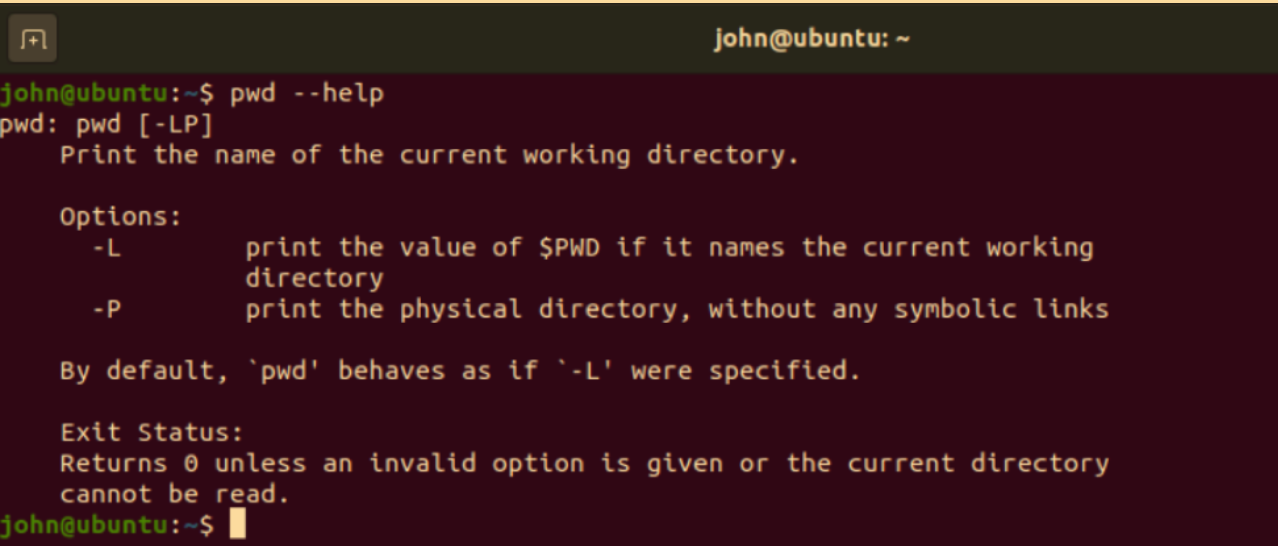 john@ubuntu: ~
john@ubuntu:~$ pwd --help
pwd: pwd [-LP]
    Print the name of the current working directory.

    Options:
      -L        print the value of $PWD if it names the current working
                directory
      -P        print the physical directory, without any symbolic links

    By default, `pwd' behaves as if `-L' were specified.

    Exit Status:
    Returns 0 unless an invalid option is given or the current directory
    cannot be read.
john@ubuntu:~$